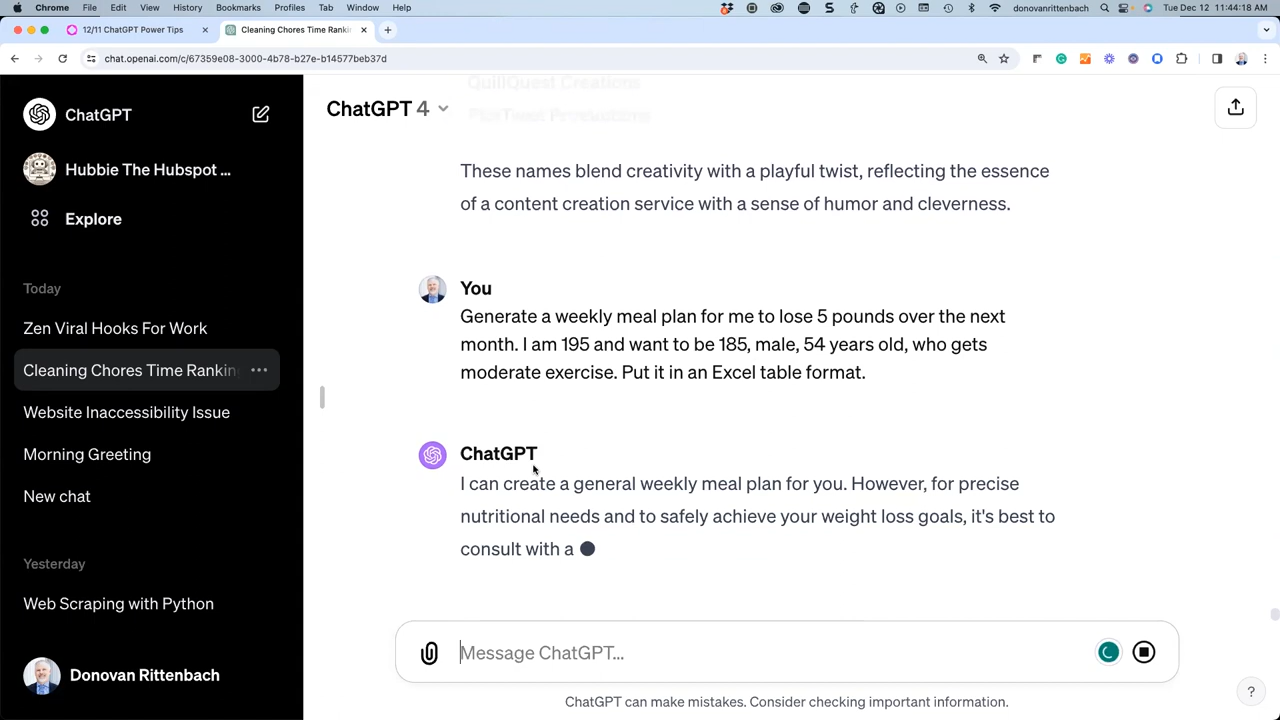 Chrome File Edit View History Bookmarks Profiles Tab Window Help donovanrittenbach Tue Dec 12 11:44:18 AM
12/11 ChatGPT Power Tips
Cleaning Chores Time Ranki
chat.openai.com/c/67359e08-3000-4b78-b27e-b14577beb37d
ChatGPT
Hubbie The Hubspot ...
Explore
Today
Zen Viral Hooks For Work
Cleaning Chores Time Rankin
Website Inaccessibility Issue
Morning Greeting
New chat
Yesterday
Web Scraping with Python
Donovan Rittenbach
QuillQuest Creations
ChatGPT 4
These names blend creativity with a playful twist, reflecting the essence
of a content creation service with a sense of humor and cleverness.
You
Generate a weekly meal plan for me to lose 5 pounds over the next
month. I am 195 and want to be 185, male, 54 years old, who gets
moderate exercise. Put it in an Excel table format.
ChatGPT
I can create a general weekly meal plan for you. However, for precise
nutritional needs and to safely achieve your weight loss goals, it's best to
consult with a
Message ChatGPT...
ChatGPT can make mistakes. Consider checking important information.
?